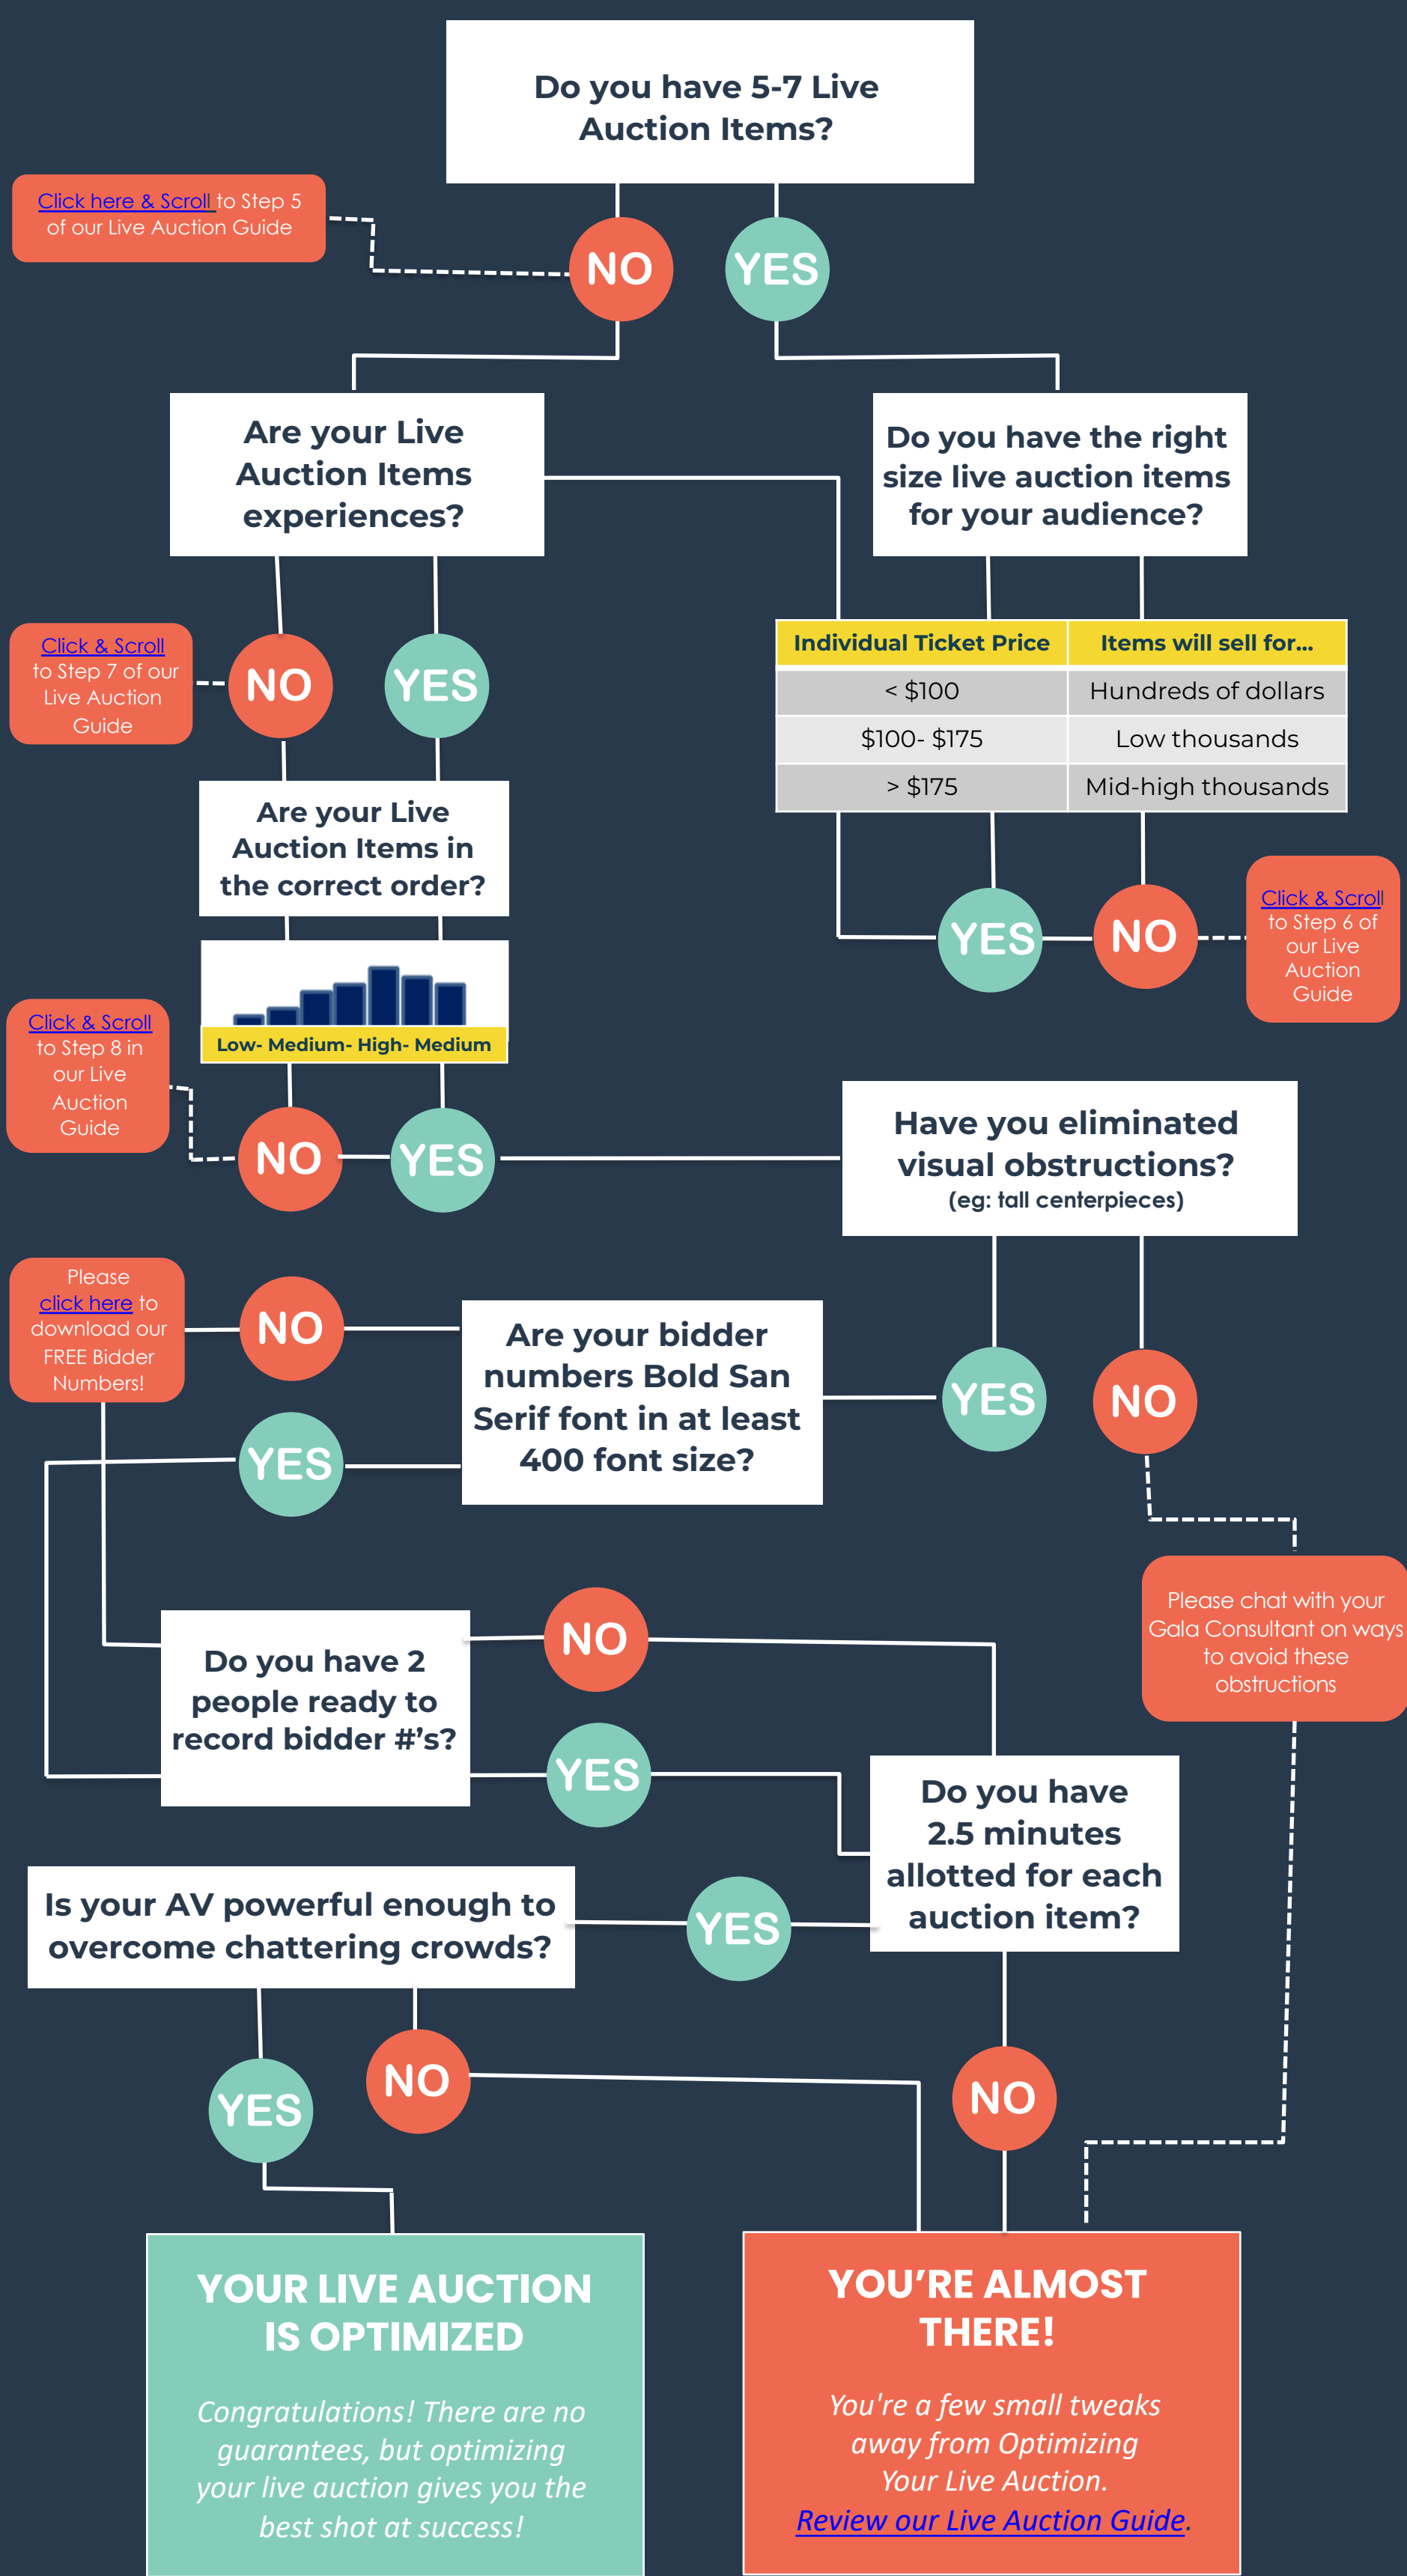 Do you have 5-7 Live
Auction Items?
Click here & Scroll to Step 5
of our Live Auction Guide
NO
YES
Are your Live
Auction Items
experiences?
Do you have the right
size live auction items
for your audience?
Click & Scroll
to Step 7 of our
Live Auction
Guide
NO
YES
Individual Ticket Price
Items will sell for...
< $100
Hundreds of dollars
$100- $175
Low thousands
> $175
Mid-high thousands
Are your Live
Auction Items in
the correct order?
YES
NO
Click & Scroll
to Step 6 of
our Live
Auction
Guide
Low- Medium- High- Medium
Click & Scroll
to Step 8 in
our Live
Auction
Guide
NO
YES
Have you eliminated
visual obstructions?
(eg: tall centerpieces)
Please
click here to
download our
FREE Bidder
Numbers!
NO
YES
Are your bidder
numbers Bold San
Serif font in at least
400 font size?
YES
NO
Please chat with your
Gala Consultant on ways
to avoid these
obstructions
Do you have 2
people ready to
record bidder #’s?
NO
YES
Do you have
2.5 minutes
allotted for each
auction item?
Is your AV powerful enough to
overcome chattering crowds?
YES
YES
NO
NO
YOUR LIVE AUCTION
IS OPTIMIZED
Congratulations! There are no
guarantees, but optimizing
your live auction gives you the
best shot at success!
YOU’RE ALMOST
THERE!
You're a few small tweaks
away from Optimizing
Your Live Auction.
Review our Live Auction Guide.